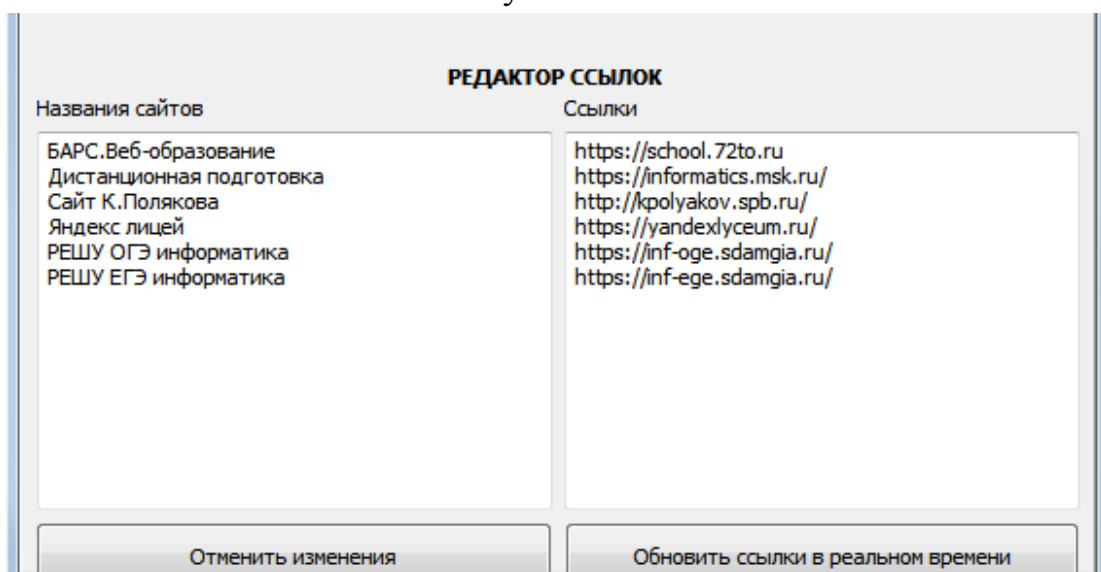 РЕДАКТОР ССЫЛОК
Названия сайтов
Ссылки
БАРС.Веб-образование
Дистанционная подготовка
Сайт К.Полякова
Яндекс лицей
РЕШУ ОГЭ информатика
РЕШУ ЕГЭ информатика
https://school.72to.ru
https://informatics.msk.ru/
http://kpolyakov.spb.ru/
https://yandexlyceum.ru/
https://inf-oge.sdamgia.ru/
https://inf-ege.sdamgia.ru/
Отменить изменения
Обновить ссылки в реальном времени